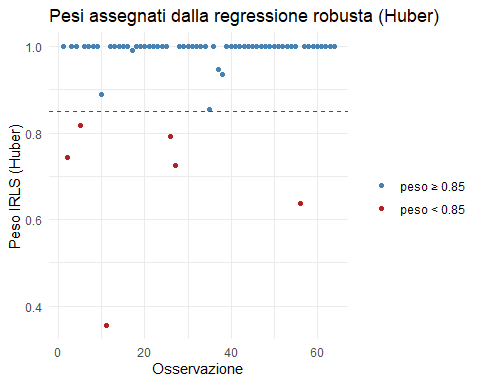 Pesi assegnati dalla regressione robusta (Huber)
Peso IRLS (Huber)
1.0
0.8
0.6
0.4
0
20
40
60
Osservazione
peso ≥ 0.85
peso < 0.85